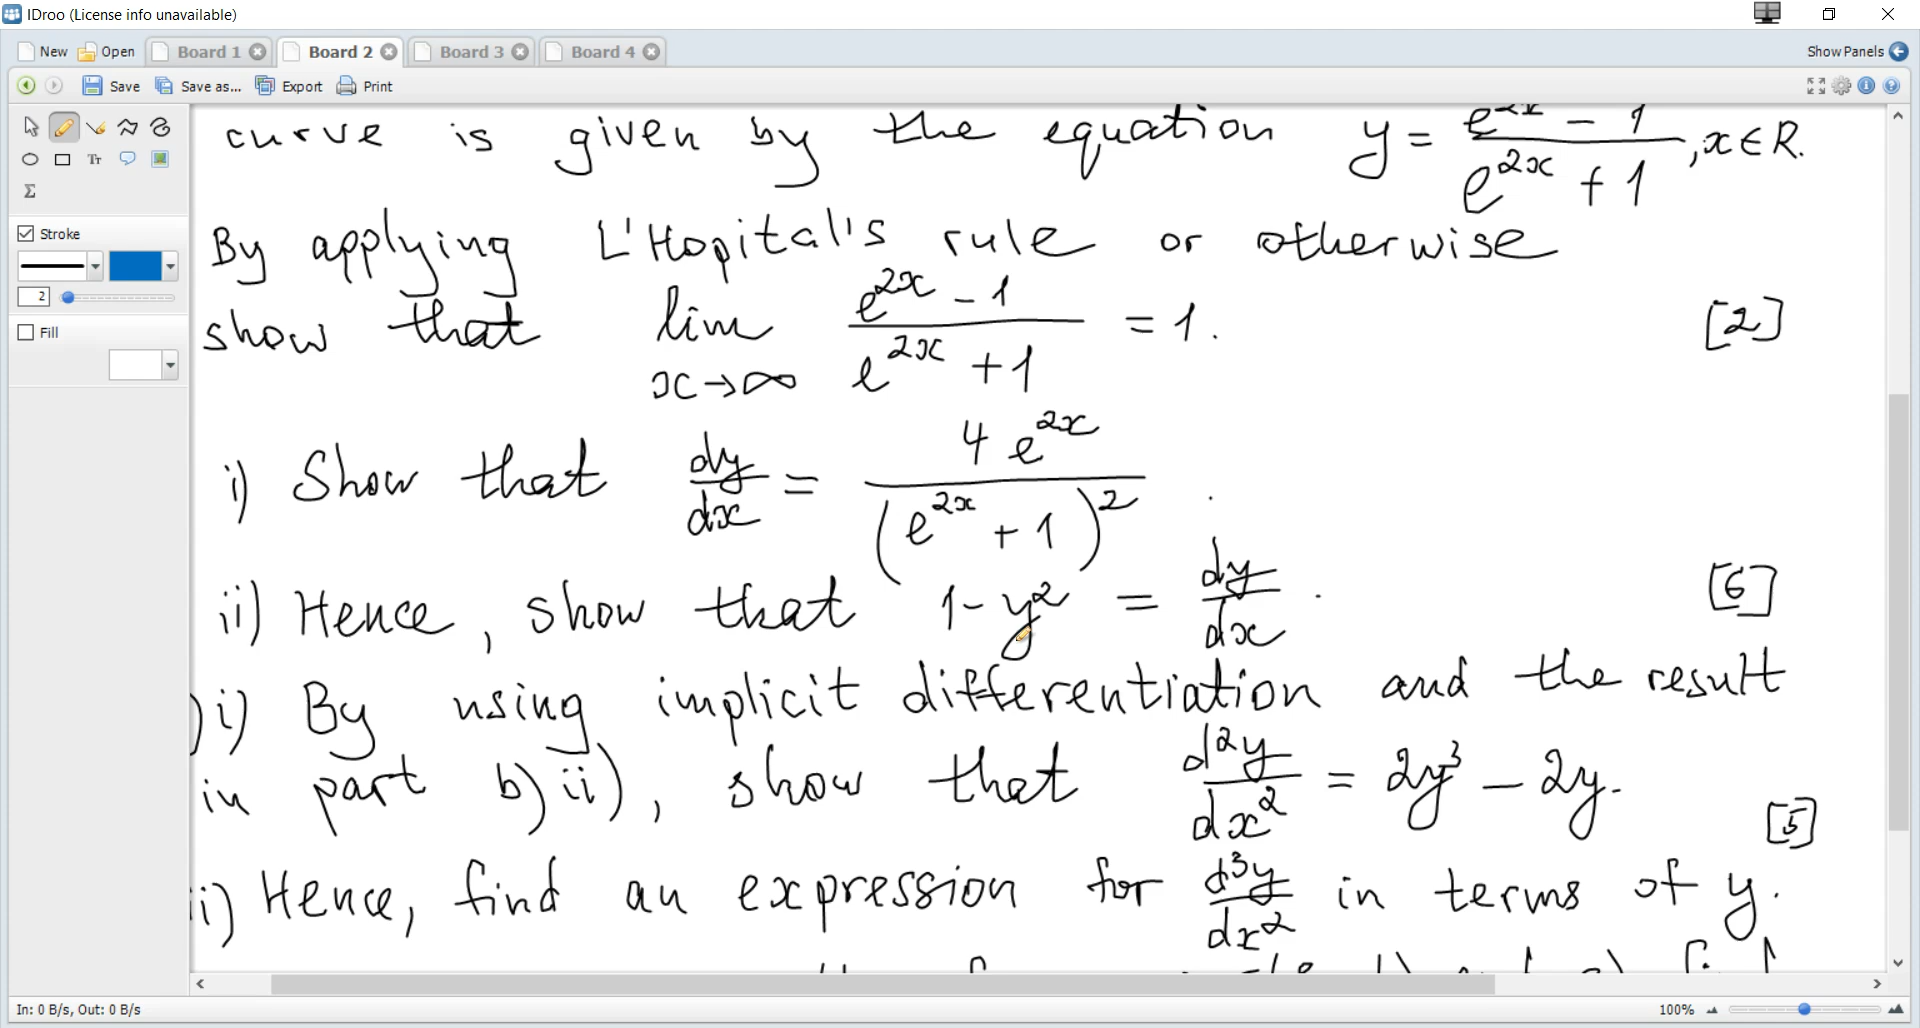 IDroo (License info unavailable)
New Open Board 1 Board 2 Board 3 Board 4 Show Panels
Save Save as... Export Print
Tr
Σ
Stroke
2
Fill
curve is given by the equation y = (e^2x - 1)/(e^2x + 1), x ∈ R.
By applying L'Hopital's rule or otherwise
show that lim x→∞ (e^2x - 1)/(e^2x + 1) = 1. [2]
i) Show that dy/dx = 4e^2x/(e^2x + 1)^2.
ii) Hence, show that 1 - y^2 = dy/dx. [6]
)i) By using implicit differentiation and the result
in part b)ii), show that d^2y/dx^2 = 2y^3 - 2y. [5]
ii) Hence, find an expression for d^3y/dx^2 in terms of y.
In: 0 B/s, Out: 0 B/s 100%